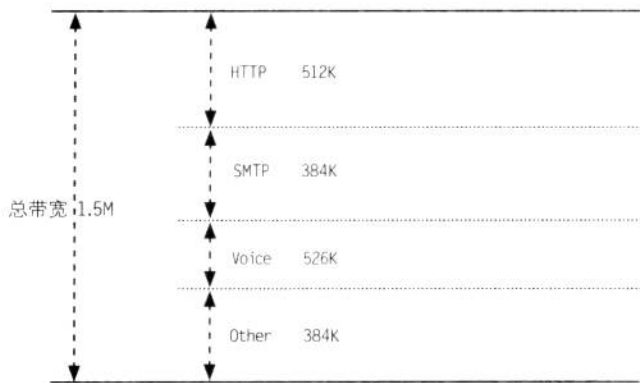 HTTP 512K
SMTP 384K
总带宽 1.5M
Voice 526K
Other 384K